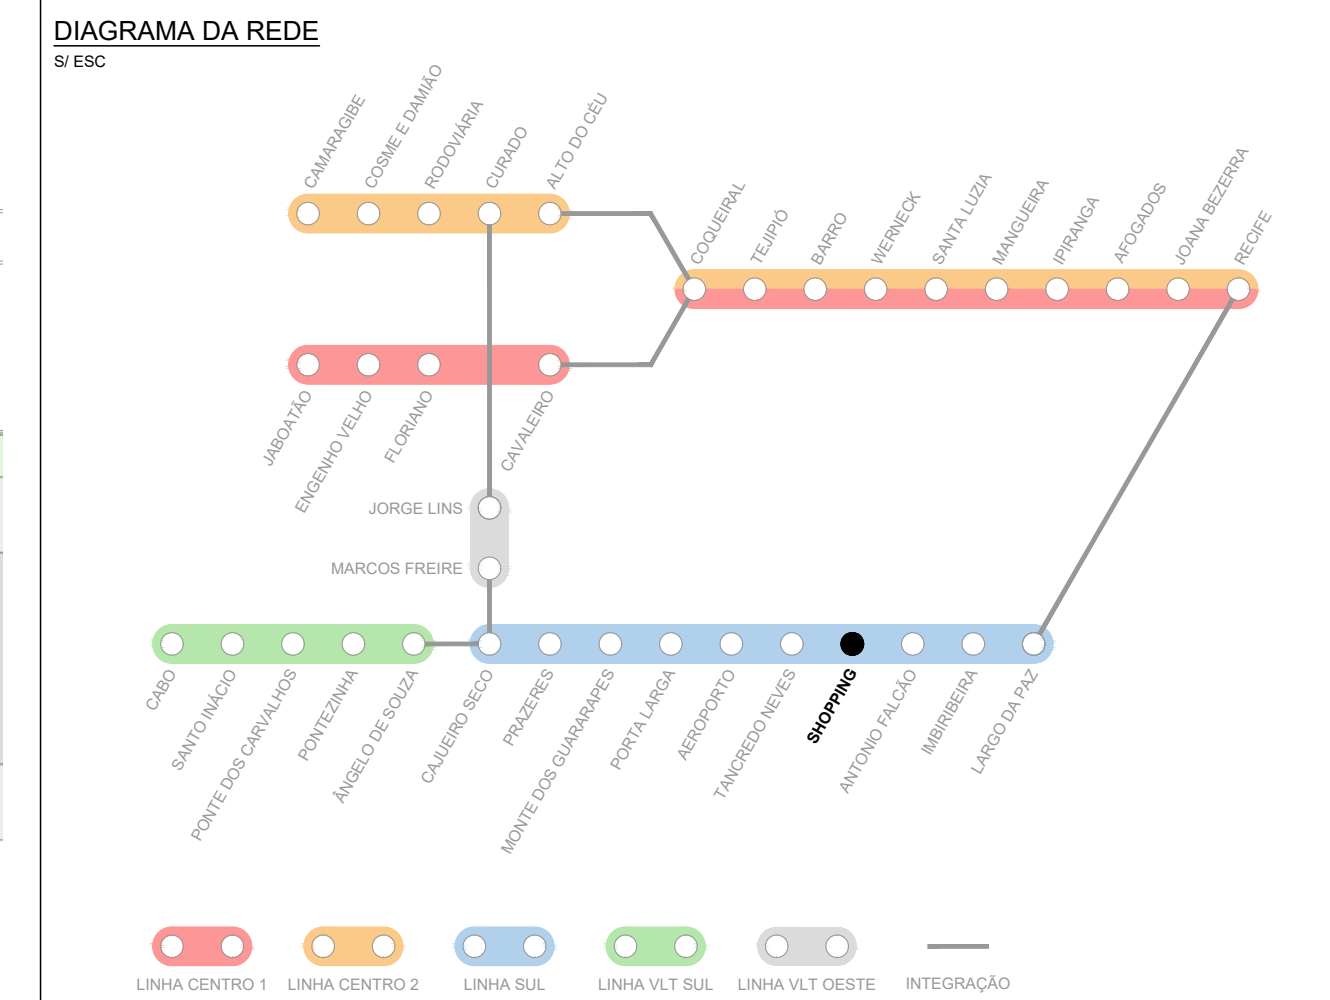 DIAGRAMA DA REDE
S/ ESC
CAMARAGIBE
COSME E DAMIÃO
RODOVIÁRIA
CURADO
ALTO DO CÉU
COQUEIRAL
TEJIPIÓ
BARRO
WERNECK
SANTA LUZIA
MANGUEIRA
IPIRANGA
AFOGADOS
JOANA BEZERRA
RECIFE
JABOATÃO
ENGENHO VELHO
FLORIANO
CAVALEIRO
JORGE LINS
MARCOS FREIRE
CABO
SANTO INÁCIO
PONTE DOS CARVALHOS
PONTEZINHA
ÂNGELO DE SOUZA
CAJUEIRO SECO
PRAZERES
MONTE DOS GUARARAPES
PORTA LARGA
AEROPORTO
TANCREDO NEVES
SHOPPING
ANTONIO FALCÃO
IMBIRIBEIRA
LARGO DA PAZ
LINHA CENTRO 1
LINHA CENTRO 2
LINHA SUL
LINHA VLT SUL
LINHA VLT OESTE
INTEGRAÇÃO